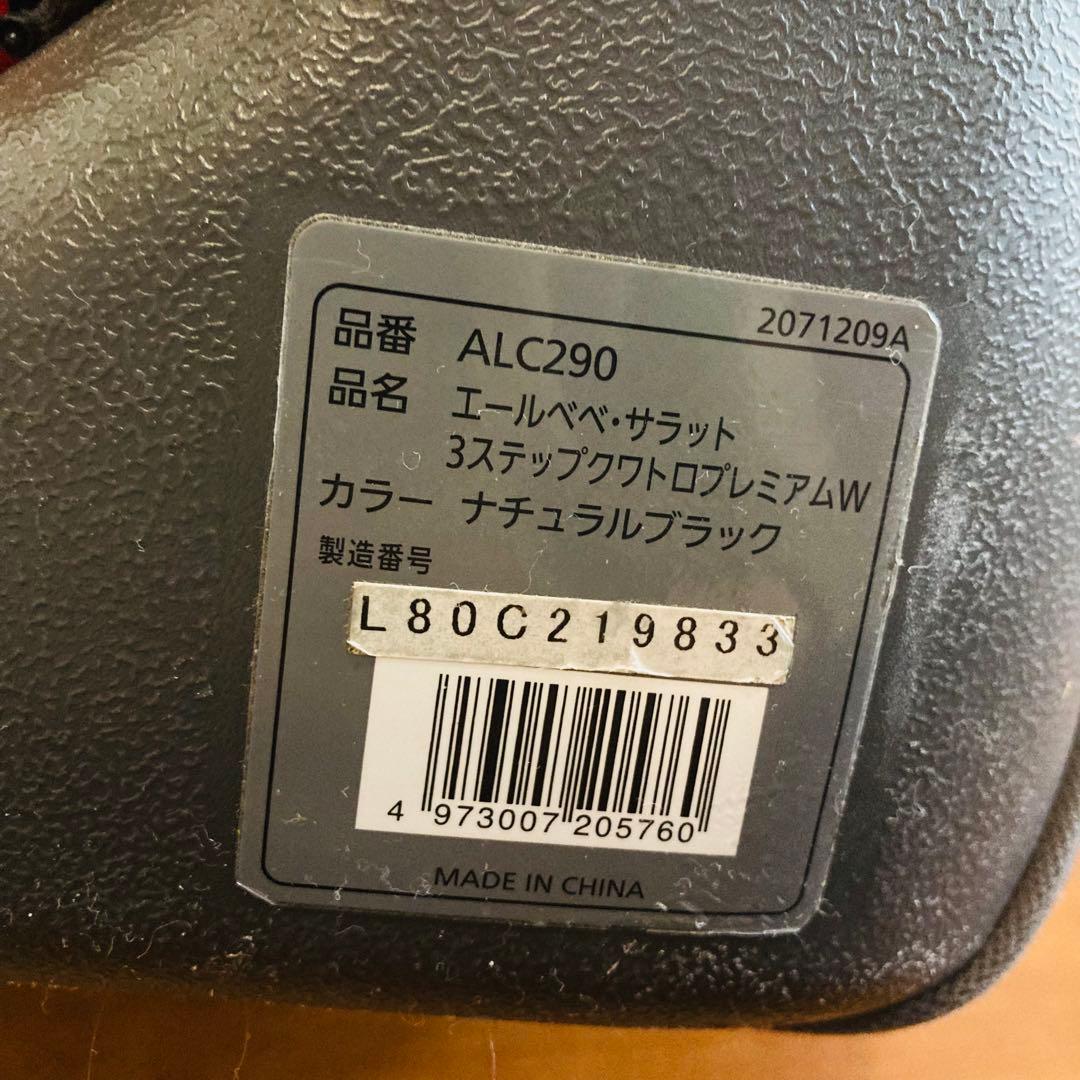 2071209A
品番 ALC290
品名 エールベベ・サラット
3ステップクワトロプレミアムW
カラー ナチュラルブラック
製造番号
L80C219833
4 973007 205760
MADE IN CHINA